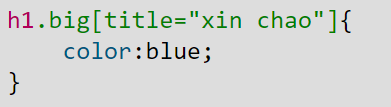 h1.big[title="xin chao"]{
    color:blue;
}